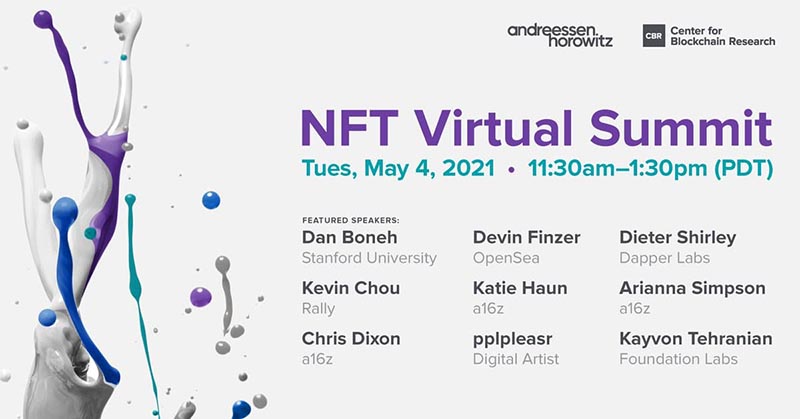 andreessen.
horowitz
CBR
Center for
Blockchain Research
NFT Virtual Summit
Tues, May 4, 2021 • 11:30am–1:30pm (PDT)
FEATURED SPEAKERS:
Dan Boneh
Stanford University
Devin Finzer
OpenSea
Dieter Shirley
Dapper Labs
Kevin Chou
Rally
Katie Haun
a16z
Arianna Simpson
a16z
Chris Dixon
a16z
pplpleasr
Digital Artist
Kayvon Tehranian
Foundation Labs